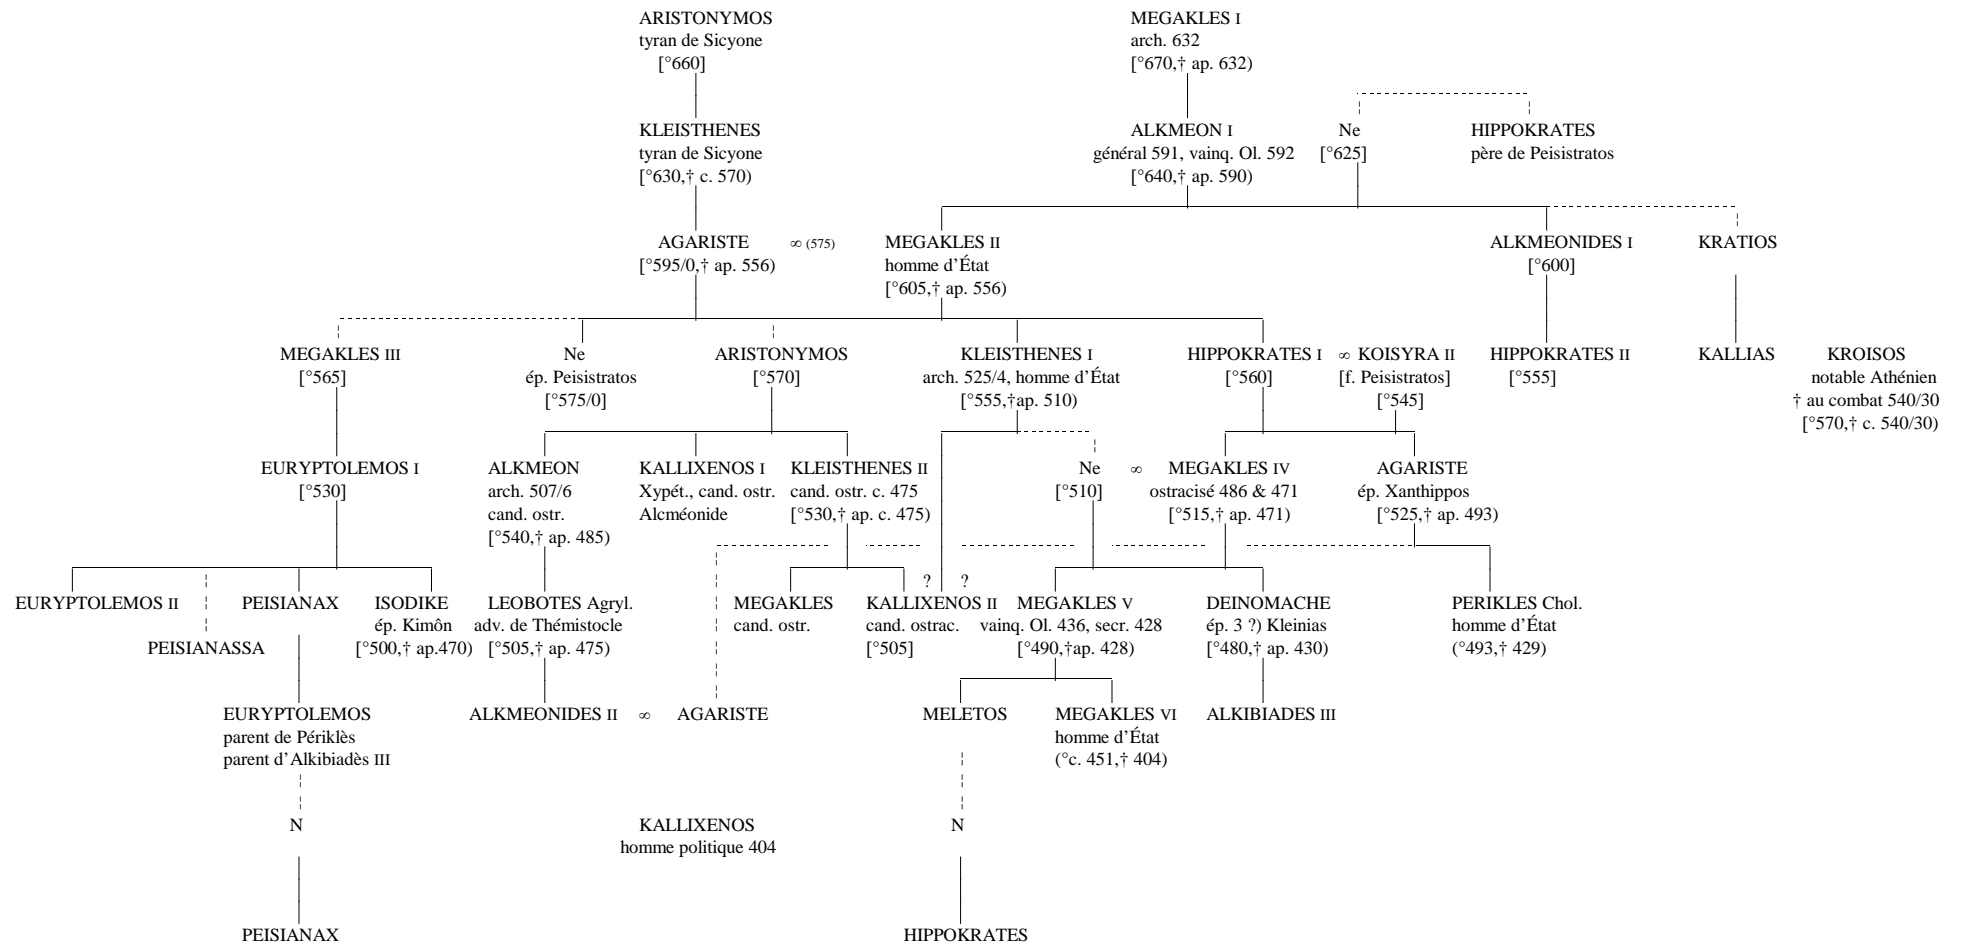 ARISTONYMOS
tyran de Sicyone
[°660]
MEGAKLES I
arch. 632
[°670,† ap. 632)
KLEISTHENES
tyran de Sicyone
[°630,† c. 570)
ALKMEON I
général 591, vainq. Ol. 592
[°640,† ap. 590)
Ne
[°625]
HIPPOKRATES
père de Peisistratos
AGARISTE
[°595/0,† ap. 556)
∞ (575)
MEGAKLES II
homme d’État
[°605,† ap. 556)
ALKMEONIDES I
[°600]
KRATIOS
MEGAKLES III
[°565]
Ne
ép. Peisistratos
[°575/0]
ARISTONYMOS
[°570]
KLEISTHENES I
arch. 525/4, homme d’État
[°555,†ap. 510)
HIPPOKRATES I
[°560]
∞ KOISYRA II
[f. Peisistratos]
[°545]
HIPPOKRATES II
[°555]
KALLIAS
KROISOS
notable Athénien
† au combat 540/30
[°570,† c. 540/30)
EURYPTOLEMOS I
[°530]
ALKMEON
arch. 507/6
cand. ostr.
[°540,† ap. 485)
KALLIXENOS I
Xypét., cand. ostr.
Alcméonide
KLEISTHENES II
cand. ostr. c. 475
[°530,† ap. c. 475)
Ne
[°510]
∞
MEGAKLES IV
ostracisé 486 & 471
[°515,† ap. 471)
AGARISTE
ép. Xanthippos
[°525,† ap. 493)
EURYPTOLEMOS II
PEISIANASSA
PEISIANAX
ISODIKE
ép. Kimôn
[°500,† ap.470)
LEOBOTES Agryl.
adv. de Thémistocle
[°505,† ap. 475)
MEGAKLES
cand. ostr.
? ?
KALLIXENOS II
cand. ostrac.
[°505]
MEGAKLES V
vainq. Ol. 436, secr. 428
[°490,†ap. 428)
DEINOMACHE
ép. 3 ?) Kleinias
[°480,† ap. 430)
PERIKLES Chol.
homme d’État
(°493,† 429)
EURYPTOLEMOS
parent de Périklès
parent d’Alkibiadès III
ALKMEONIDES II
∞
AGARISTE
MELETOS
MEGAKLES VI
homme d’État
(°c. 451,† 404)
ALKIBIADES III
N
KALLIXENOS
homme politique 404
N
PEISIANAX
HIPPOKRATES